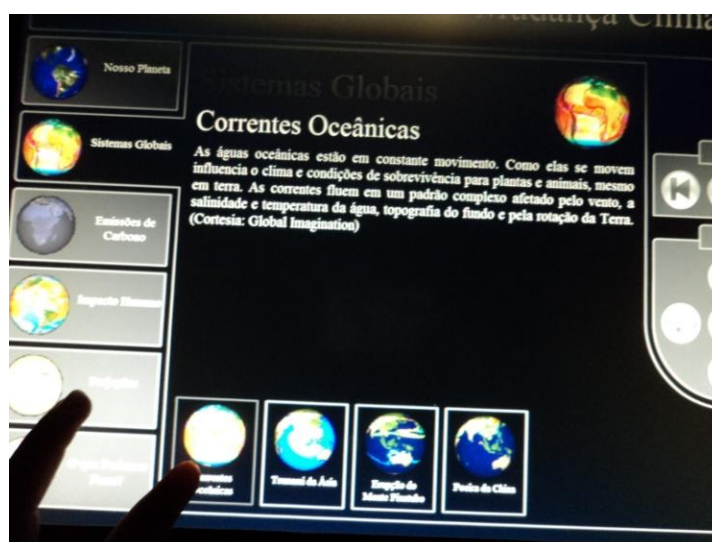 Mudança Clima
Nosso Planeta
Sistemas Globais
Emissões de
Carbono
Impacto Humano
Sistemas Globais
Correntes Oceânicas
As águas oceânicas estão em constante movimento. Como elas se movem
influencia o clima e condições de sobrevivência para plantas e animais, mesmo
em terra. As correntes fluem em um padrão complexo afetado pelo vento, a
salinidade e temperatura da água, topografia do fundo e pela rotação da Terra.
(Cortesia: Global Imagination)
Tsunami da Ásia
Erupção do
Monte Pinatubo
Poeira da China